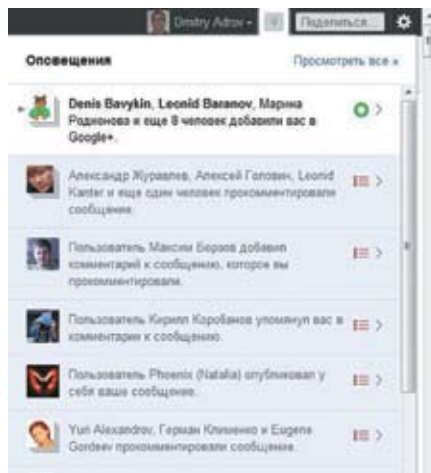 Dmitry Adrov
Поделиться...
Оповещения Просмотреть все »
Denis Bavykin, Leonid Baranov, Марина
Родионова и еще 8 человек добавили вас в
Google+.
Александр Журавлев, Алексей Голович, Leonid
Kanter и еще один человек прокомментировали
сообщение.
Пользователь Максим Борзов добавил
комментарий к сообщению, которое вы
прокомментировали.
Пользователь Кирилл Коробанов упомянул вас в
комментарии к сообщению.
Пользователь Phoenix (Natalia) опубликовал у
себя ваше сообщение.
Yuri Alexandrov, Герман Клименко и Eugene
Gordeev прокомментировали сообщение.